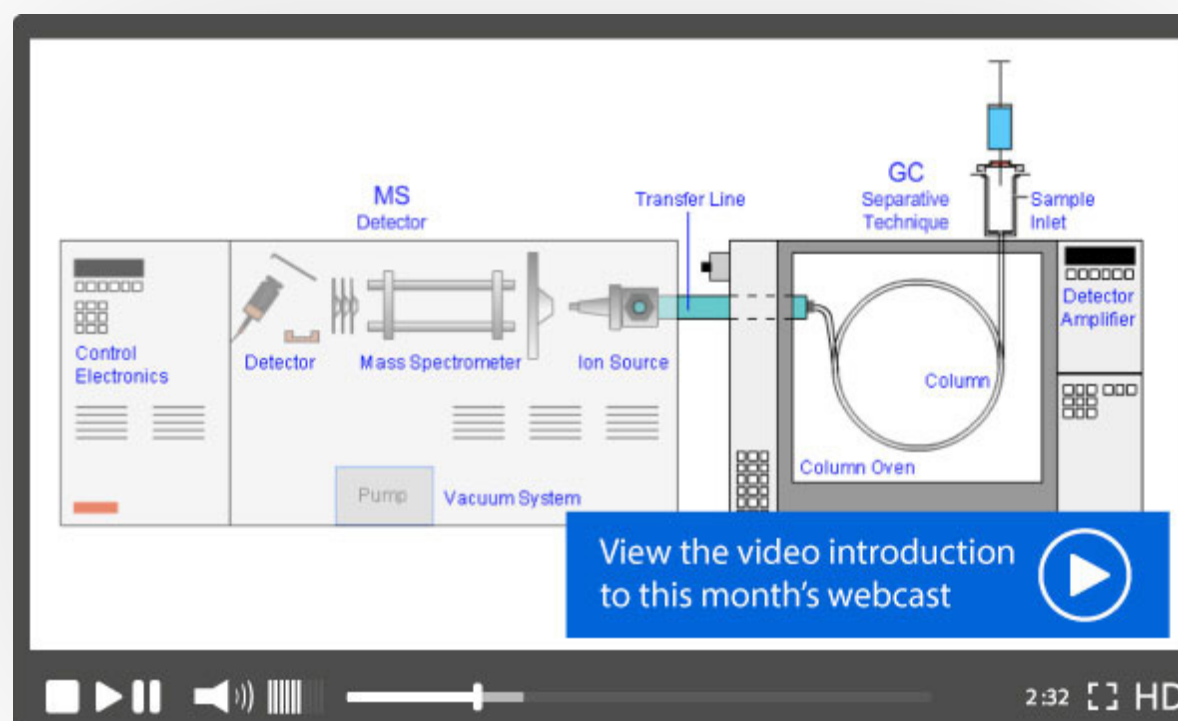 MS
Detector
Transfer Line
GC
Separative
Technique
Sample
Inlet
Control
Electronics
Detector
Mass Spectrometer
Ion Source
Column
Detector
Amplifier
Column Oven
Pump
Vacuum System
View the video introduction
to this month's webcast
2:32
HD